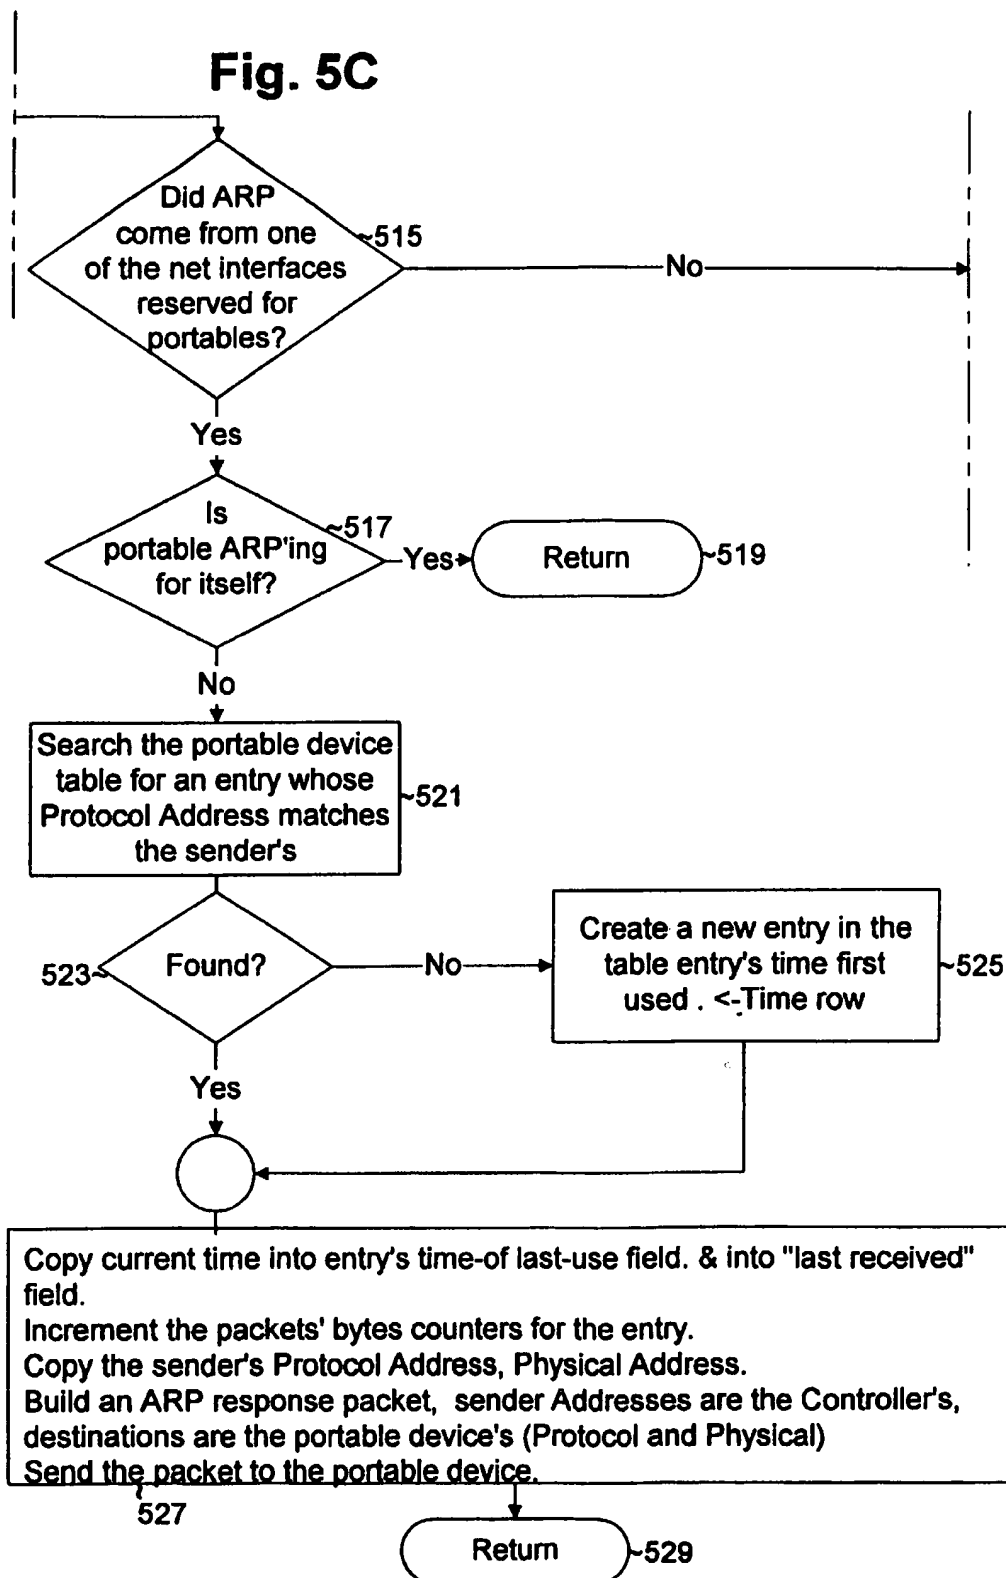 Fig. 5C
Did ARP
come from one
of the net interfaces
reserved for
portables?
~515
No
Yes
Is
portable ARP'ing
for itself?
~517
Yes
Return
~519
No
Search the portable device
table for an entry whose
Protocol Address matches
the sender's
~521
Found?
523~
No
Create a new entry in the
table entry's time first
used . <-Time row
~525
Yes
Copy current time into entry's time-of last-use field. & into "last received"
field.
Increment the packets' bytes counters for the entry.
Copy the sender's Protocol Address, Physical Address.
Build an ARP response packet, sender Addresses are the Controller's,
destinations are the portable device's (Protocol and Physical)
Send the packet to the portable device.
~527
Return
~529